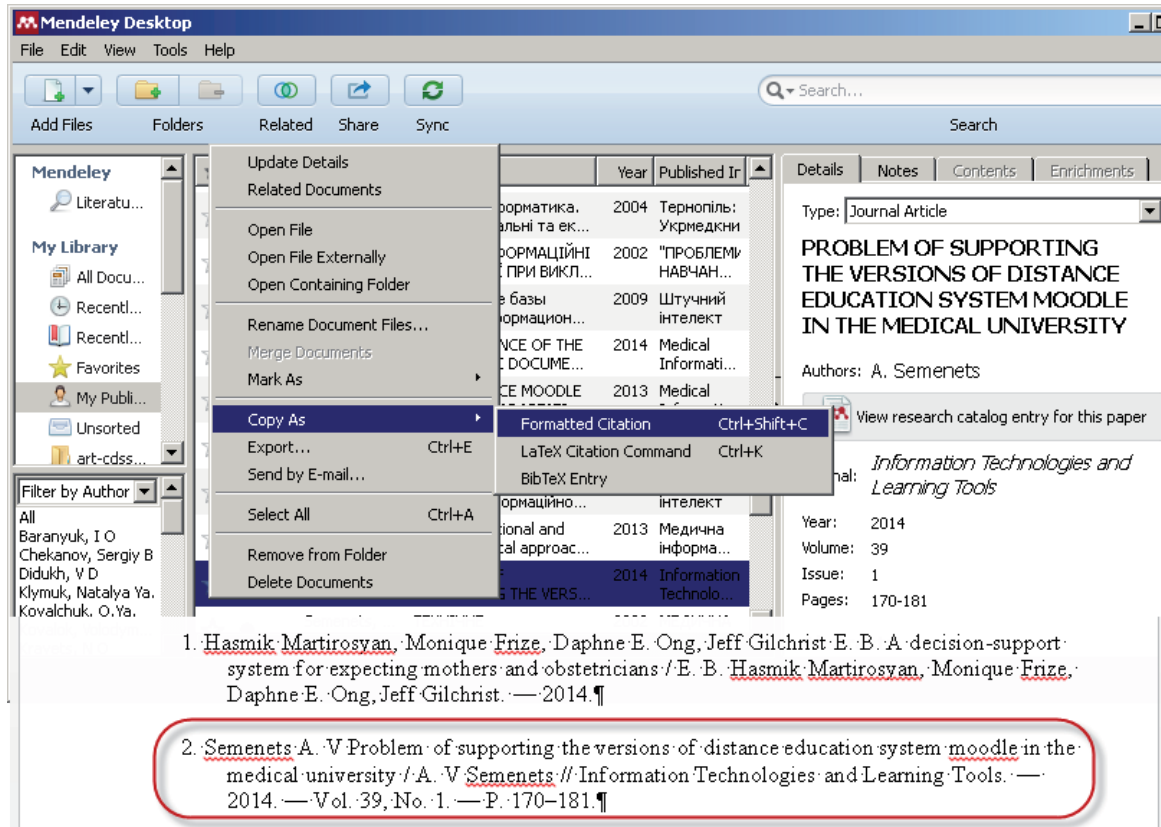 Mendeley Desktop
File Edit View Tools Help
Search...
Add Files Folders Related Share Sync Search
Mendeley
Literatu...
My Library
All Docu...
Recentl...
Recentl...
Favorites
My Publi...
Unsorted
art-cdss...
Filter by Author
All
Baranyuk, I O
Chekanov, Sergiy B
Didukh, V D
Klymuk, Natalya Ya.
Kovalchuk, O.Ya.
Update Details
Related Documents
Open File
Open File Externally
Open Containing Folder
Rename Document Files...
Merge Documents
Mark As
Copy As
Export... Ctrl+E
Send by E-mail...
Select All Ctrl+A
Remove from Folder
Delete Documents
Formatted Citation Ctrl+Shift+C
LaTeX Citation Command Ctrl+K
BibTeX Entry
Year Published In
орматика. 2004 Тернопіль:
альні та ек... Укрмедкни
ФОРМАЦІЙНІ 2002 "ПРОБЛЕМИ
ПРИ ВИКЛ... НАВЧАН...
е базы 2009 Штучний
ормацион... інтелект
NCE OF THE 2014 Medical
DOCUME... Informati...
CE MOODLE 2013 Medical
ормаційно... інтелект
ional and 2013 Медична
cal approac... інформа...
2014 Information
THE VERS... Technolo...
Details Notes Contents Enrichments
Type: Journal Article
PROBLEM OF SUPPORTING
THE VERSIONS OF DISTANCE
EDUCATION SYSTEM MOODLE
IN THE MEDICAL UNIVERSITY
Authors: A. Semenets
View research catalog entry for this paper
nal: Information Technologies and
Learning Tools
Year: 2014
Volume: 39
Issue: 1
Pages: 170-181
1. Hasmik Martirosyan, Monique Frize, Daphne E. Ong, Jeff Gilchrist E. B. A decision-support
system for expecting mothers and obstetricians / E. B. Hasmik Martirosyan, Monique Frize,
Daphne E. Ong, Jeff Gilchrist. — 2014.¶
2. Semenets A. V Problem of supporting the versions of distance education system moodle in the
medical university / A. V Semenets // Information Technologies and Learning Tools. —
2014. — Vol. 39, No. 1. — P. 170–181.¶